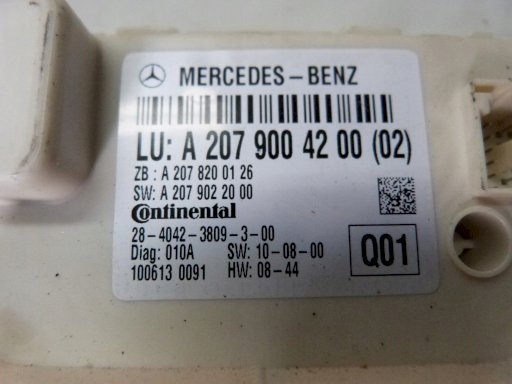 MERCEDES-BENZ
LU: A 207 900 42 00 (02)
ZB : A 207 820 01 26
SW: A 207 902 20 00
Continental
28-4042-3809-3-00
Diag: 010A SW: 10-08-00
100613 0091 HW: 08-44
Q01